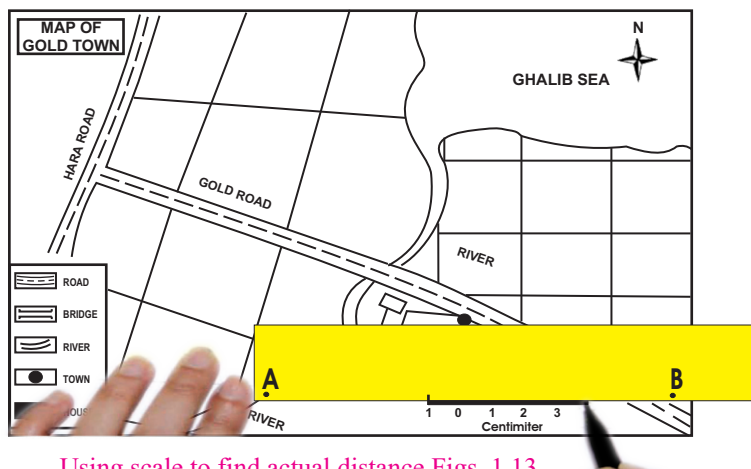 MAP OF
GOLD TOWN
N
GHALIB SEA
HARA ROAD
GOLD ROAD
RIVER
ROAD
BRIDGE
RIVER
TOWN
HOUS
A
B
RIVER
1 0 1 2 3
Centimiter
Using scale to find actual distance Figs. 1.13